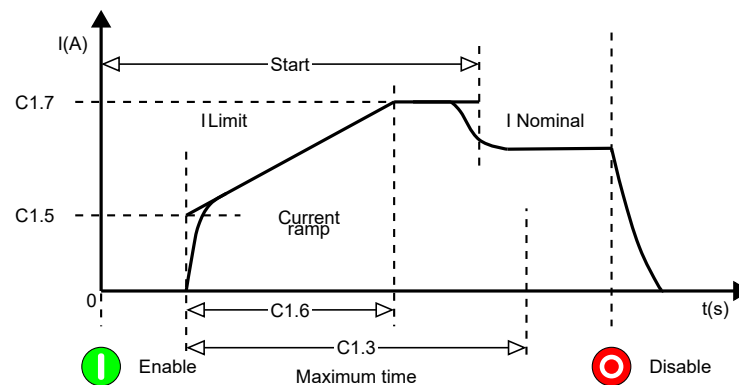 I(A)
Start
C1.7
I Limit
I Nominal
C1.5
Current
ramp
0
t(s)
C1.6
C1.3
Enable
Maximum time
Disable